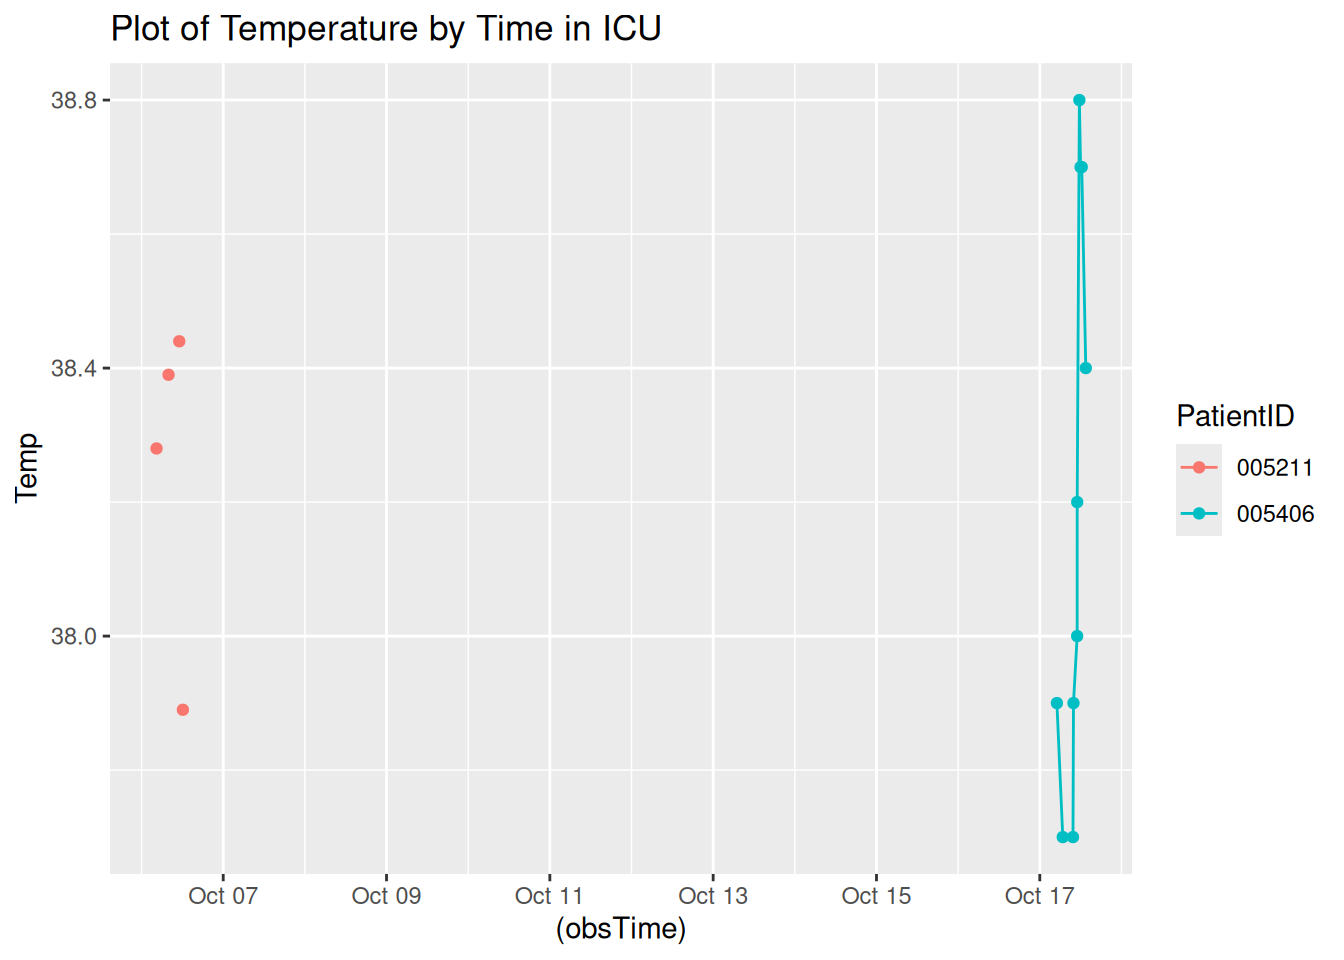 Plot of Temperature by Time in ICU
38.8
38.4
38.0
Temp
Oct 07
Oct 09
Oct 11
Oct 13
Oct 15
Oct 17
(obsTime)
PatientID
005211
005406